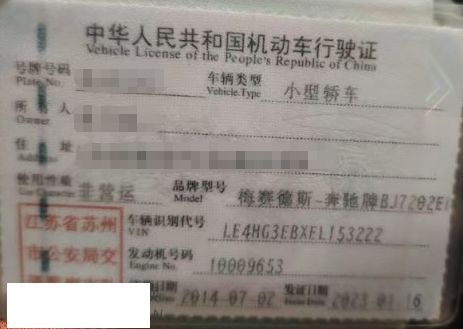 中华人民共和国机动车行驶证
Vehicle License of the People's Republic of China
号牌号码 车辆类型 小型轿车
Plate No. Vehicle Type
所 有 人
Owner
住 址
Address
使用性质 非营运 品牌型号 梅赛德斯-奔驰牌BJ7202E
Use Character Model
江苏省苏州 车辆识别代号 LE4HG3EBXEL153222
VIN
市公安局交 发动机号码 10009653
Engine No.
日期 2014-07-02 发证日期 2023-01-16
Issue Date